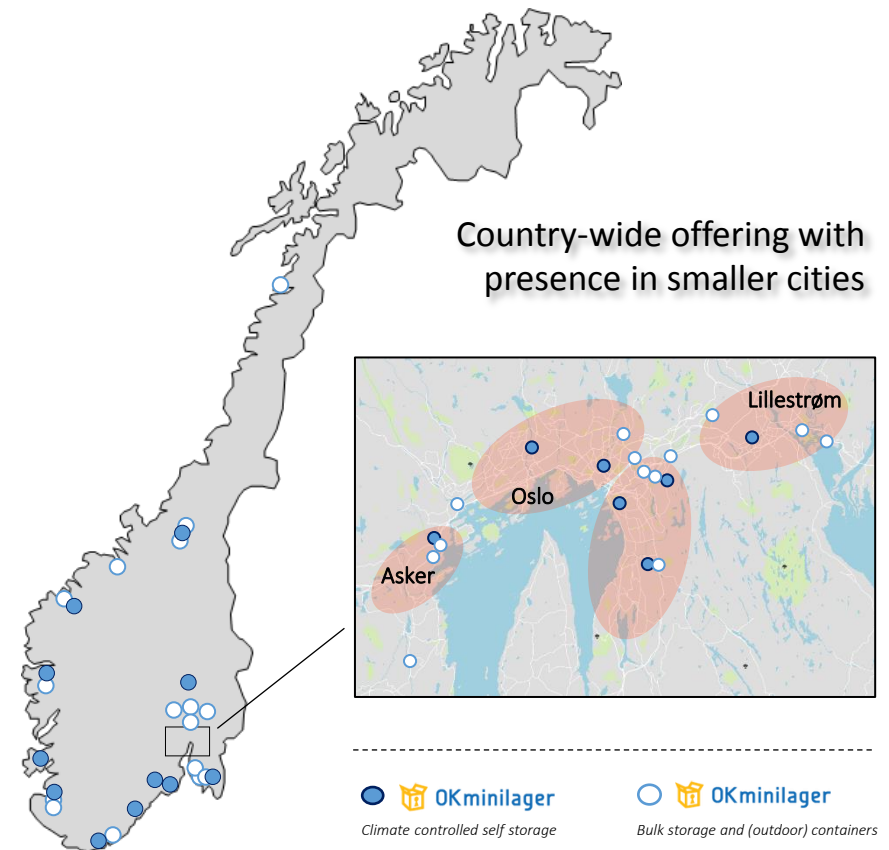 Country-wide offering with
presence in smaller cities
Lillestrøm
Oslo
Asker
OKminilager
OKminilager
Climate controlled self storage
Bulk storage and (outdoor) containers